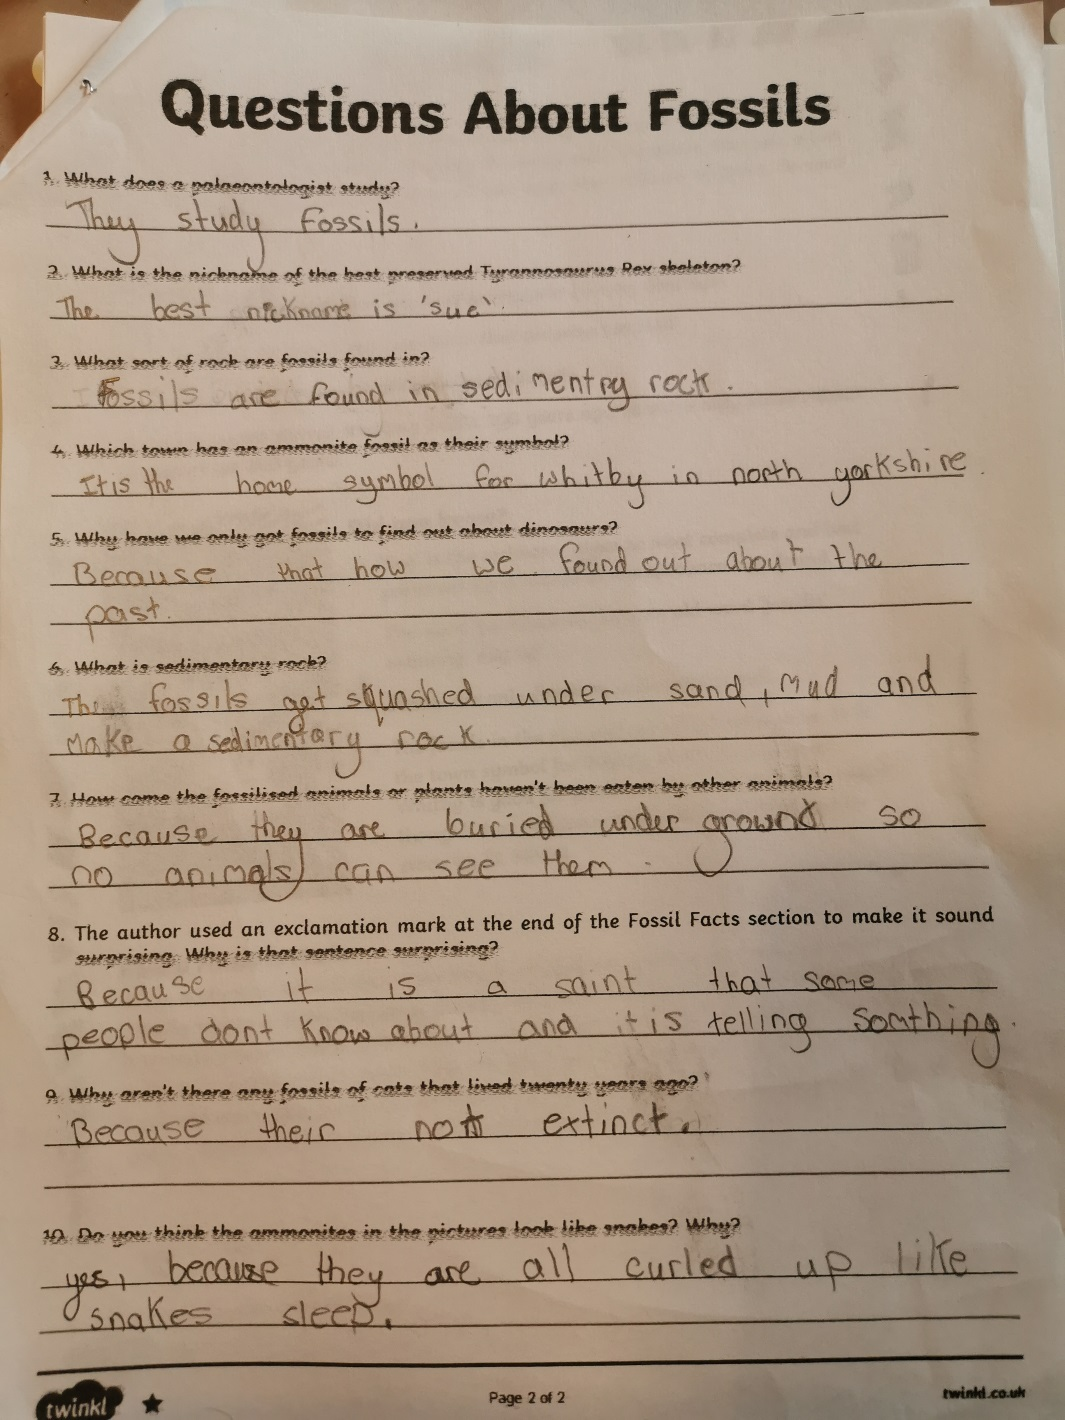 Questions About Fossils
1. What does a palaeontologist study?
They study Fossils.
2. What is the nickname of the best preserved Tyrannosaurus Rex skeleton?
The best nickname is 'sue'.
3. What sort of rock are fossils found in?
Fossils are found in sedimentry rock.
4. Which town has an ammonite fossil as their symbol?
It is the home symbol for whitby in north yorkshire.
5. Why have we only got fossils to find out about dinosaurs?
Because that how we found out about the
past.
6. What is sedimentary rock?
The fossils get squashed under sand, mud and
make a sedimentary rock.
7. How come the fossilised animals or plants haven't been eaten by other animals?
Because they are buried under ground so
no animals can see them.
8. The author used an exclamation mark at the end of the Fossil Facts section to make it sound
surprising. Why is that sentence surprising?
Because it is a saint that some
people dont know about and it is telling somthing.
9. Why aren't there any fossils of cats that lived twenty years ago?
Because their not extinct.
10. Do you think the ammonites in the pictures look like snakes? Why?
yes, because they are all curled up like
snakes sleep.
twinkl
Page 2 of 2
twinkl.co.uk